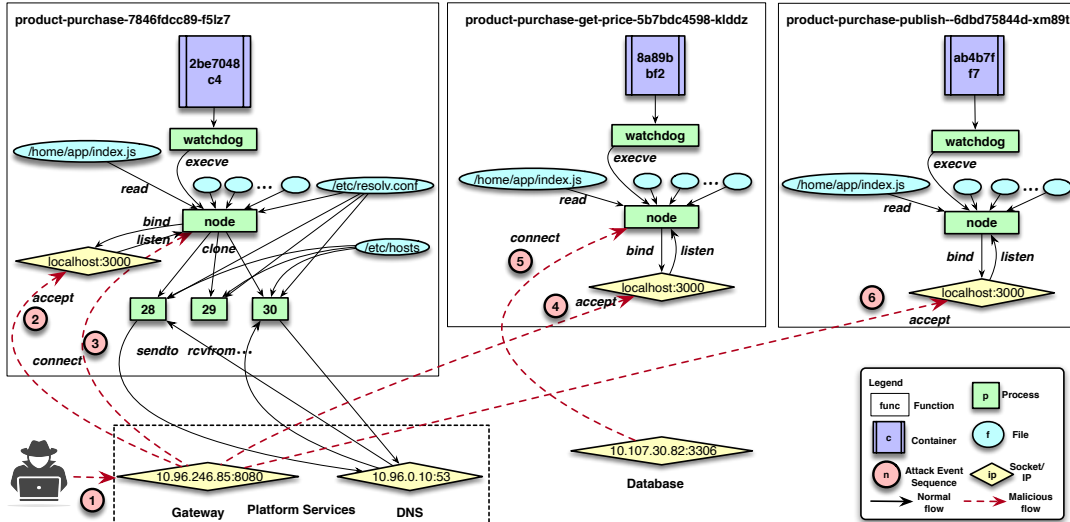 product-purchase-7846fdcc89-f5lz7
2be7048
c4
watchdog
/home/app/index.js
execve
read
...
/etc/resolv.conf
node
bind
listen
clone
/etc/hosts
localhost:3000
accept
2
28
29
30
3
connect
sendto
rcvfrom...
product-purchase-get-price-5b7bdc4598-klddz
8a89b
bf2
watchdog
execve
/home/app/index.js
read
...
node
connect
5
bind
listen
localhost:3000
4
accept
product-purchase-publish--6dbd75844d-xm89t
ab4b7f
f7
watchdog
execve
/home/app/index.js
read
...
node
bind
listen
6
localhost:3000
accept
1
10.96.246.85:8080
10.96.0.10:53
Gateway
Platform Services
DNS
10.107.30.82:3306
Database
Legend
func
Function
p
Process
c
Container
f
File
n
Attack Event
Sequence
ip
Socket/
IP
Normal
flow
Malicious
flow